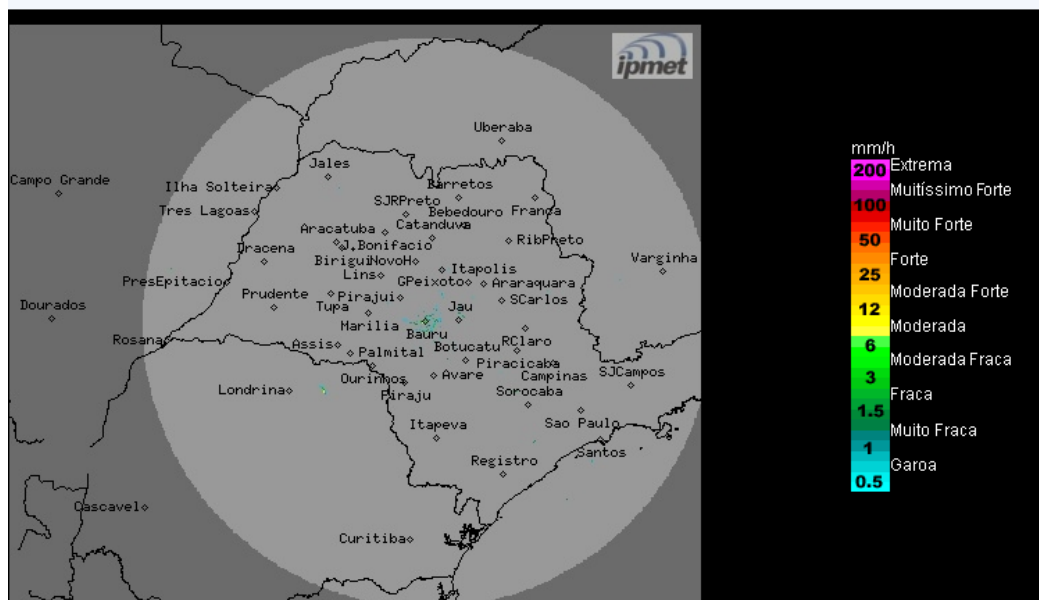 ipmet
Uberaba
Jales
Barretos
Campo Grande
Ilha Solteira
SJRPreto
Bebedouro
Franca
Tres Lagoas
Catanduva
Aracatuba
RibPreto
Dracena
J.Bonifacio
Varginha
Birigui
NovoH
Itapolis
Lins
PresEpitacio
GPeixoto
Araraquara
Dourados
Prudente
Pirajui
SCarlos
Tupa
Jau
Marilia
Bauru
Rosana
Assis
Botucatu
RClaro
Palmital
Piracicaba
Avare
Campinas
SJCampos
Ourinhos
Londrina
Piraju
Sorocaba
Itapeva
Sao Paulo
Santos
Registro
Cascavel
Curitiba
mm/h
200 Extrema
Muitíssimo Forte
100
Muito Forte
50
Forte
25
Moderada Forte
12
Moderada
6
Moderada Fraca
3
Fraca
1.5
Muito Fraca
1
Garoa
0.5